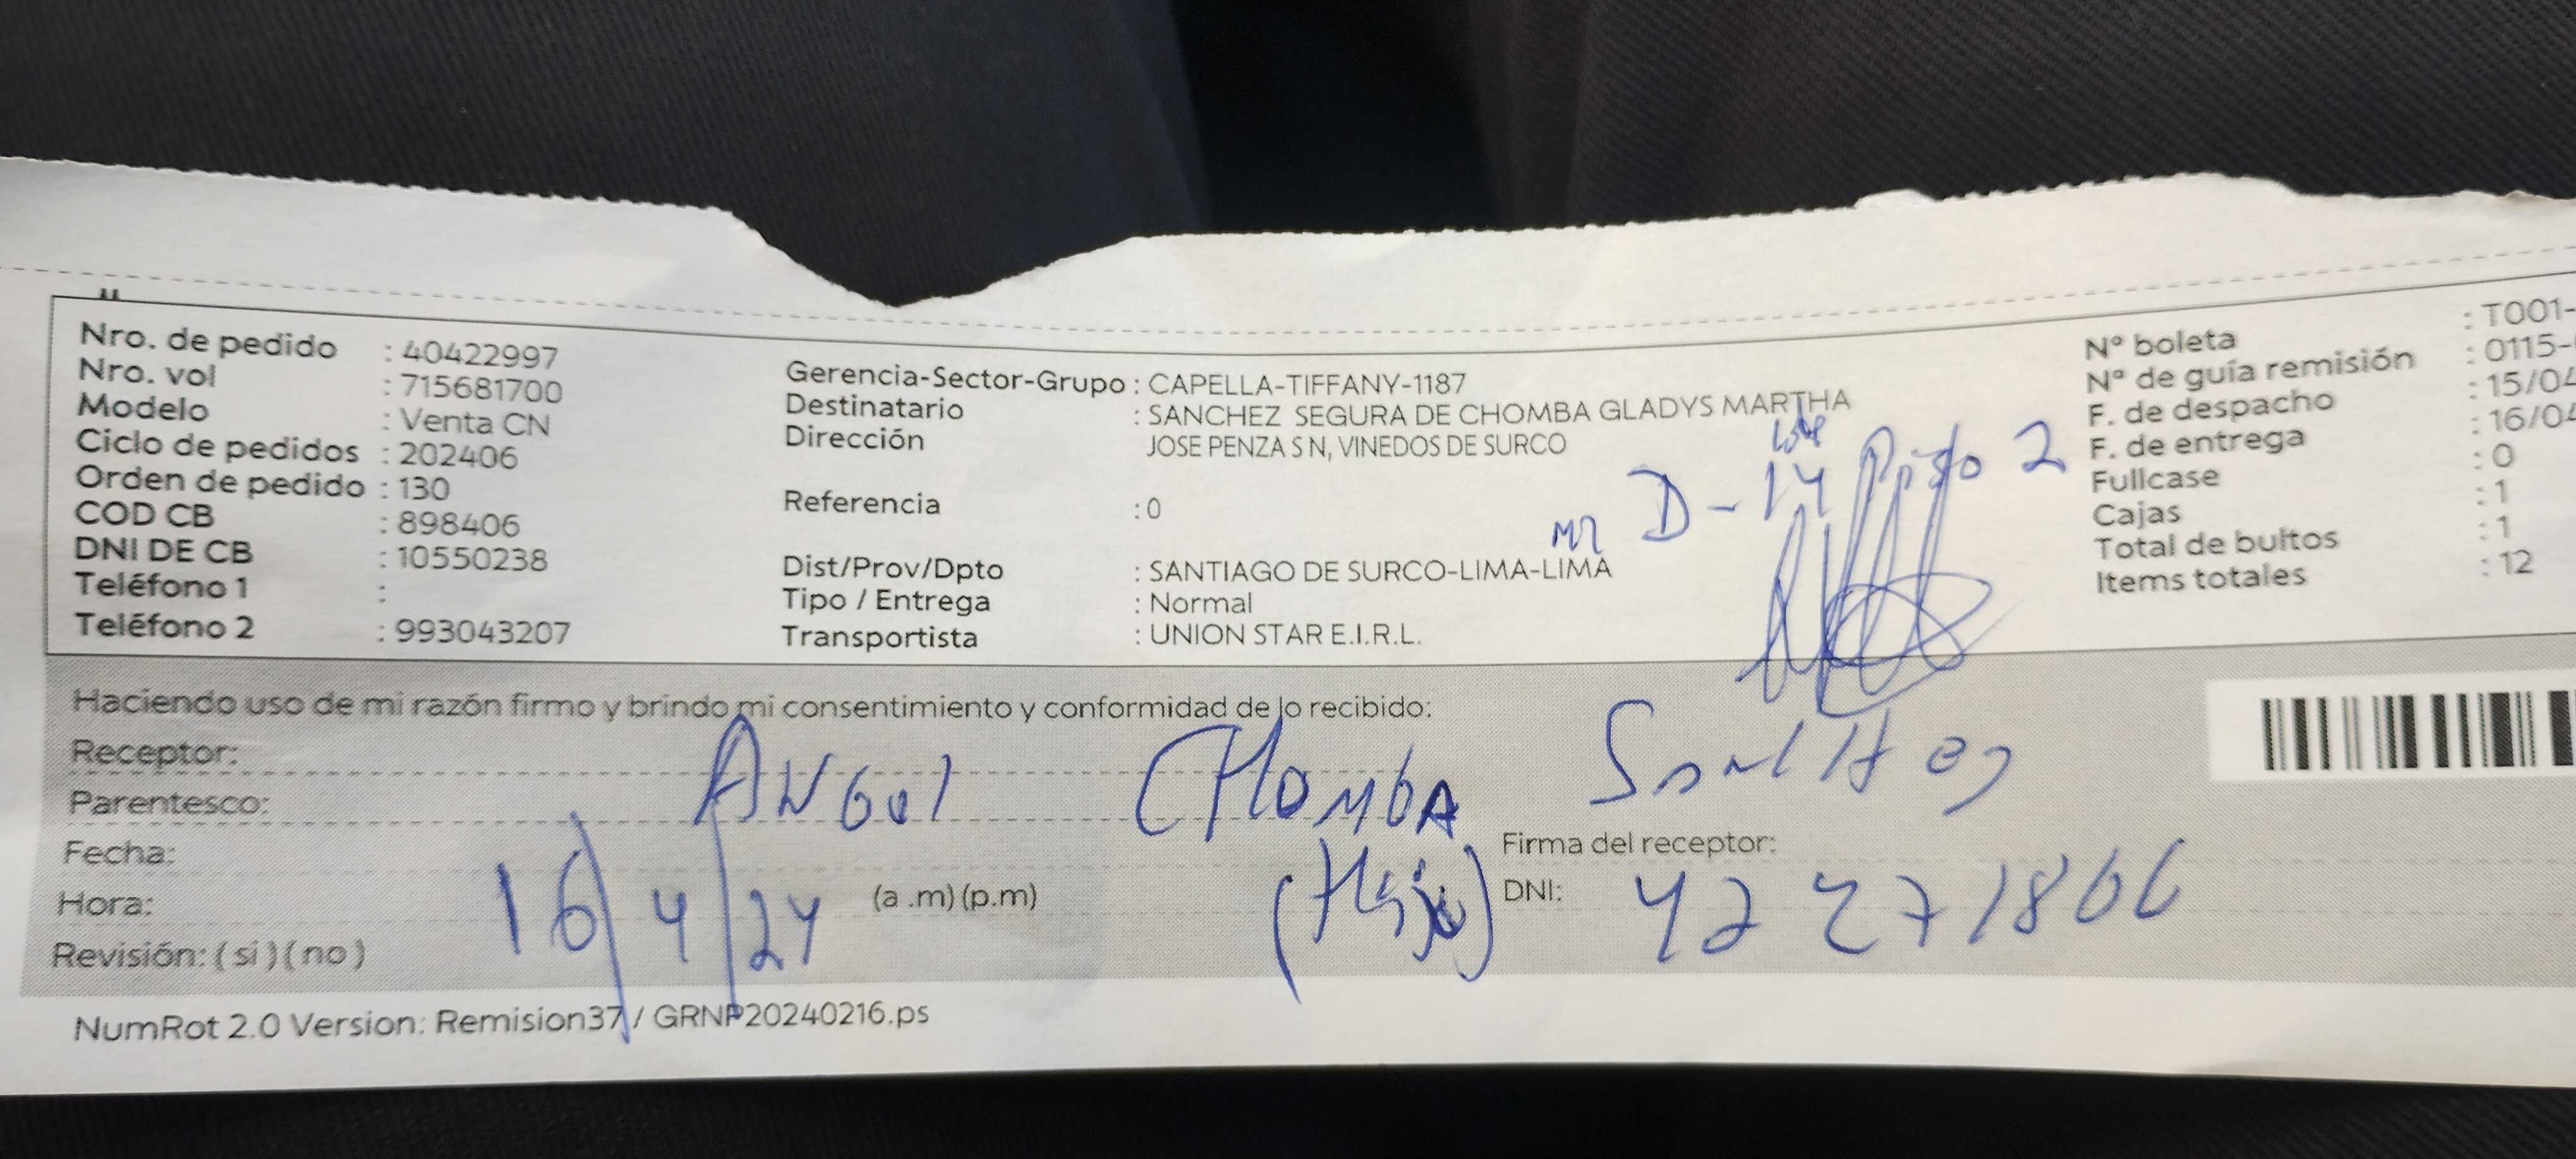 Nro. de pedido : 40422997
Nro. vol : 715681700
Modelo : Venta CN
Ciclo de pedidos : 202406
Orden de pedido : 130
COD CB : 898406
DNI DE CB : 10550238
Teléfono 1 :
Teléfono 2 : 993043207
Gerencia-Sector-Grupo : CAPELLA-TIFFANY-1187
Destinatario : SANCHEZ SEGURA DE CHOMBA GLADYS MARTHA
Dirección JOSE PENZA S N, VINEDOS DE SURCO
Referencia : 0
Mz D - 14 Piso 2
Dist/Prov/Dpto : SANTIAGO DE SURCO-LIMA-LIMA
Tipo / Entrega : Normal
Transportista : UNION STAR E.I.R.L.
N° boleta : T001-
N° de guía remisión : 0115-
F. de despacho : 15/04
F. de entrega : 16/04
Fullcase : 0
Cajas : 1
Total de bultos : 1
Items totales : 12
Haciendo uso de mi razón firmo y brindo mi consentimiento y conformidad de lo recibido:
Receptor: ANGel CHOMbA
Parentesco: (Hijo)
Fecha: 16/4/24
Hora: (a .m) (p.m)
Revisión: ( si ) ( no )
Firma del receptor:
DNI:
NumRot 2.0 Version: Remision37 / GRNP20240216.ps